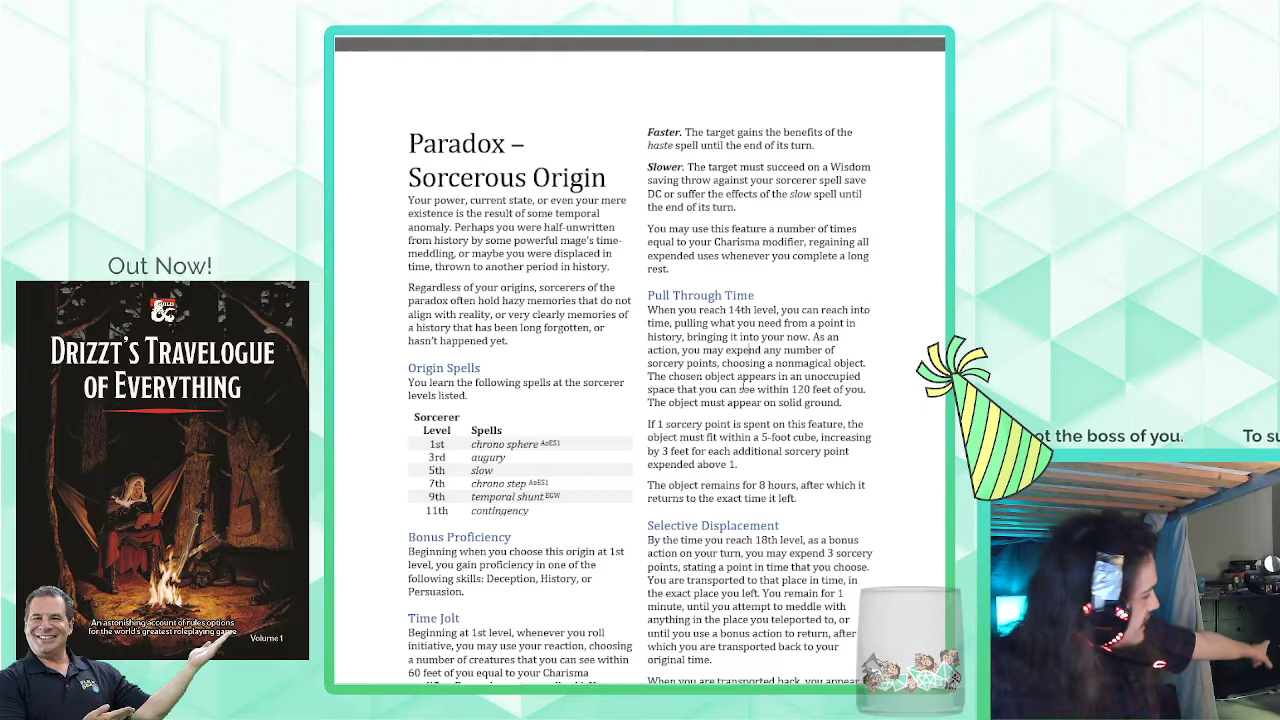 Out Now!
GUILD
DRIZZT'S TRAVELOGUE
OF EVERYTHING
An astonishing account of rules options
for the world's greatest roleplaying game
Volume 1
Paradox –
Sorcerous Origin
Your power, current state, or even your mere
existence is the result of some temporal
anomaly. Perhaps you were half-unwritten
from history by some powerful mage's time-
meddling, or maybe you were displaced in
time, thrown to another period in history.
Regardless of your origins, sorcerers of the
paradox often hold hazy memories that do not
align with reality, or very clearly memories of
a history that has been long forgotten, or
hasn't happened yet.
Origin Spells
You learn the following spells at the sorcerer
levels listed.
Sorcerer
Level Spells
1st chrono sphere AoES1
3rd augury
5th slow
7th chrono step AoES1
9th temporal shunt EGW
11th contingency
Bonus Proficiency
Beginning when you choose this origin at 1st
level, you gain proficiency in one of the
following skills: Deception, History, or
Persuasion.
Time Jolt
Beginning at 1st level, whenever you roll
initiative, you may use your reaction, choosing
a number of creatures that you can see within
60 feet of you equal to your Charisma
Faster. The target gains the benefits of the
haste spell until the end of its turn.
Slower. The target must succeed on a Wisdom
saving throw against your sorcerer spell save
DC or suffer the effects of the slow spell until
the end of its turn.
You may use this feature a number of times
equal to your Charisma modifier, regaining all
expended uses whenever you complete a long
rest.
Pull Through Time
When you reach 14th level, you can reach into
time, pulling what you need from a point in
history, bringing it into your now. As an
action, you may expend any number of
sorcery points, choosing a nonmagical object.
The chosen object appears in an unoccupied
space that you can see within 120 feet of you.
The object must appear on solid ground.
If 1 sorcery point is spent on this feature, the
object must fit within a 5-foot cube, increasing
by 3 feet for each additional sorcery point
expended above 1.
The object remains for 8 hours, after which it
returns to the exact time it left.
Selective Displacement
By the time you reach 18th level, as a bonus
action on your turn, you may expend 3 sorcery
points, stating a point in time that you choose.
You are transported to that place in time, in
the exact place you left. You remain for 1
minute, until you attempt to meddle with
anything in the place you teleported to, or
until you use a bonus action to return, after
which you are transported back to your
original time.
When you are transported back, you appear
ot the boss of you. To su